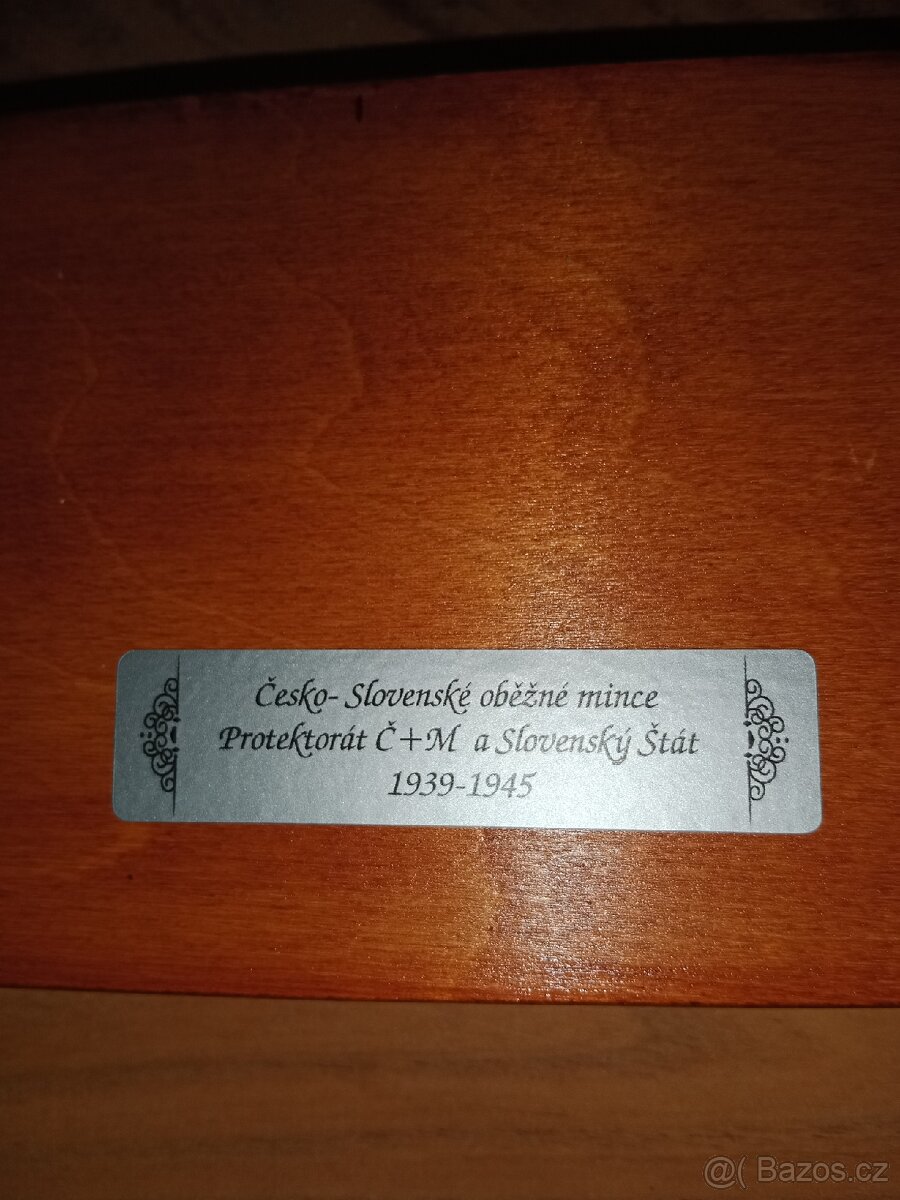 Česko- Slovenské oběžné mince
Protektorát Č+M a Slovenský Štát
1939-1945
@( Bazos.cz